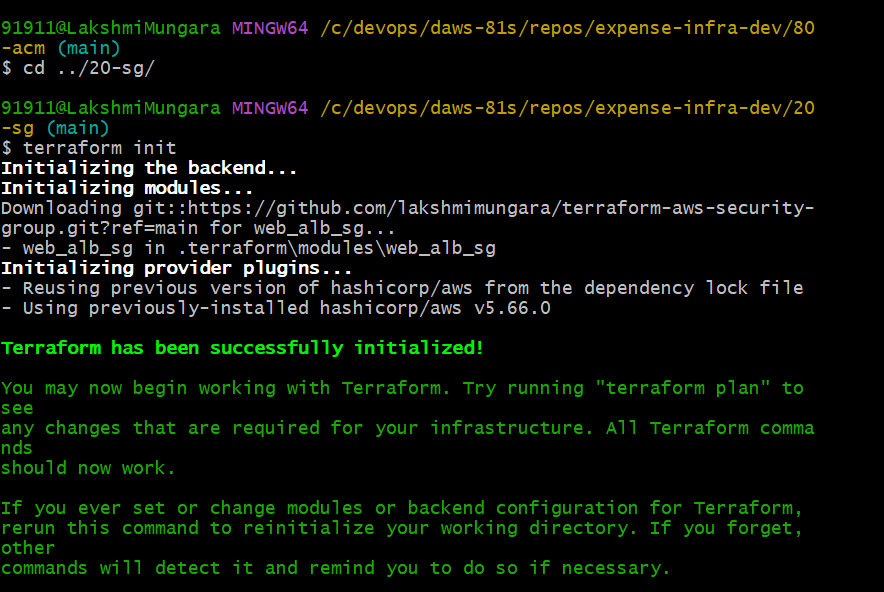 91911@LakshmiMungara MINGW64 /c/devops/daws-81s/repos/expense-infra-dev/80
-acm (main)
$ cd ../20-sg/
91911@LakshmiMungara MINGW64 /c/devops/daws-81s/repos/expense-infra-dev/20
-sg (main)
$ terraform init
Initializing the backend...
Initializing modules...
Downloading git::https://github.com/lakshmimungara/terraform-aws-security-
group.git?ref=main for web_alb_sg...
- web_alb_sg in .terraform\modules\web_alb_sg
Initializing provider plugins...
- Reusing previous version of hashicorp/aws from the dependency lock file
- Using previously-installed hashicorp/aws v5.66.0
Terraform has been successfully initialized!
You may now begin working with Terraform. Try running "terraform plan" to
see
any changes that are required for your infrastructure. All Terraform comma
nds
should now work.
If you ever set or change modules or backend configuration for Terraform,
rerun this command to reinitialize your working directory. If you forget,
other
commands will detect it and remind you to do so if necessary.